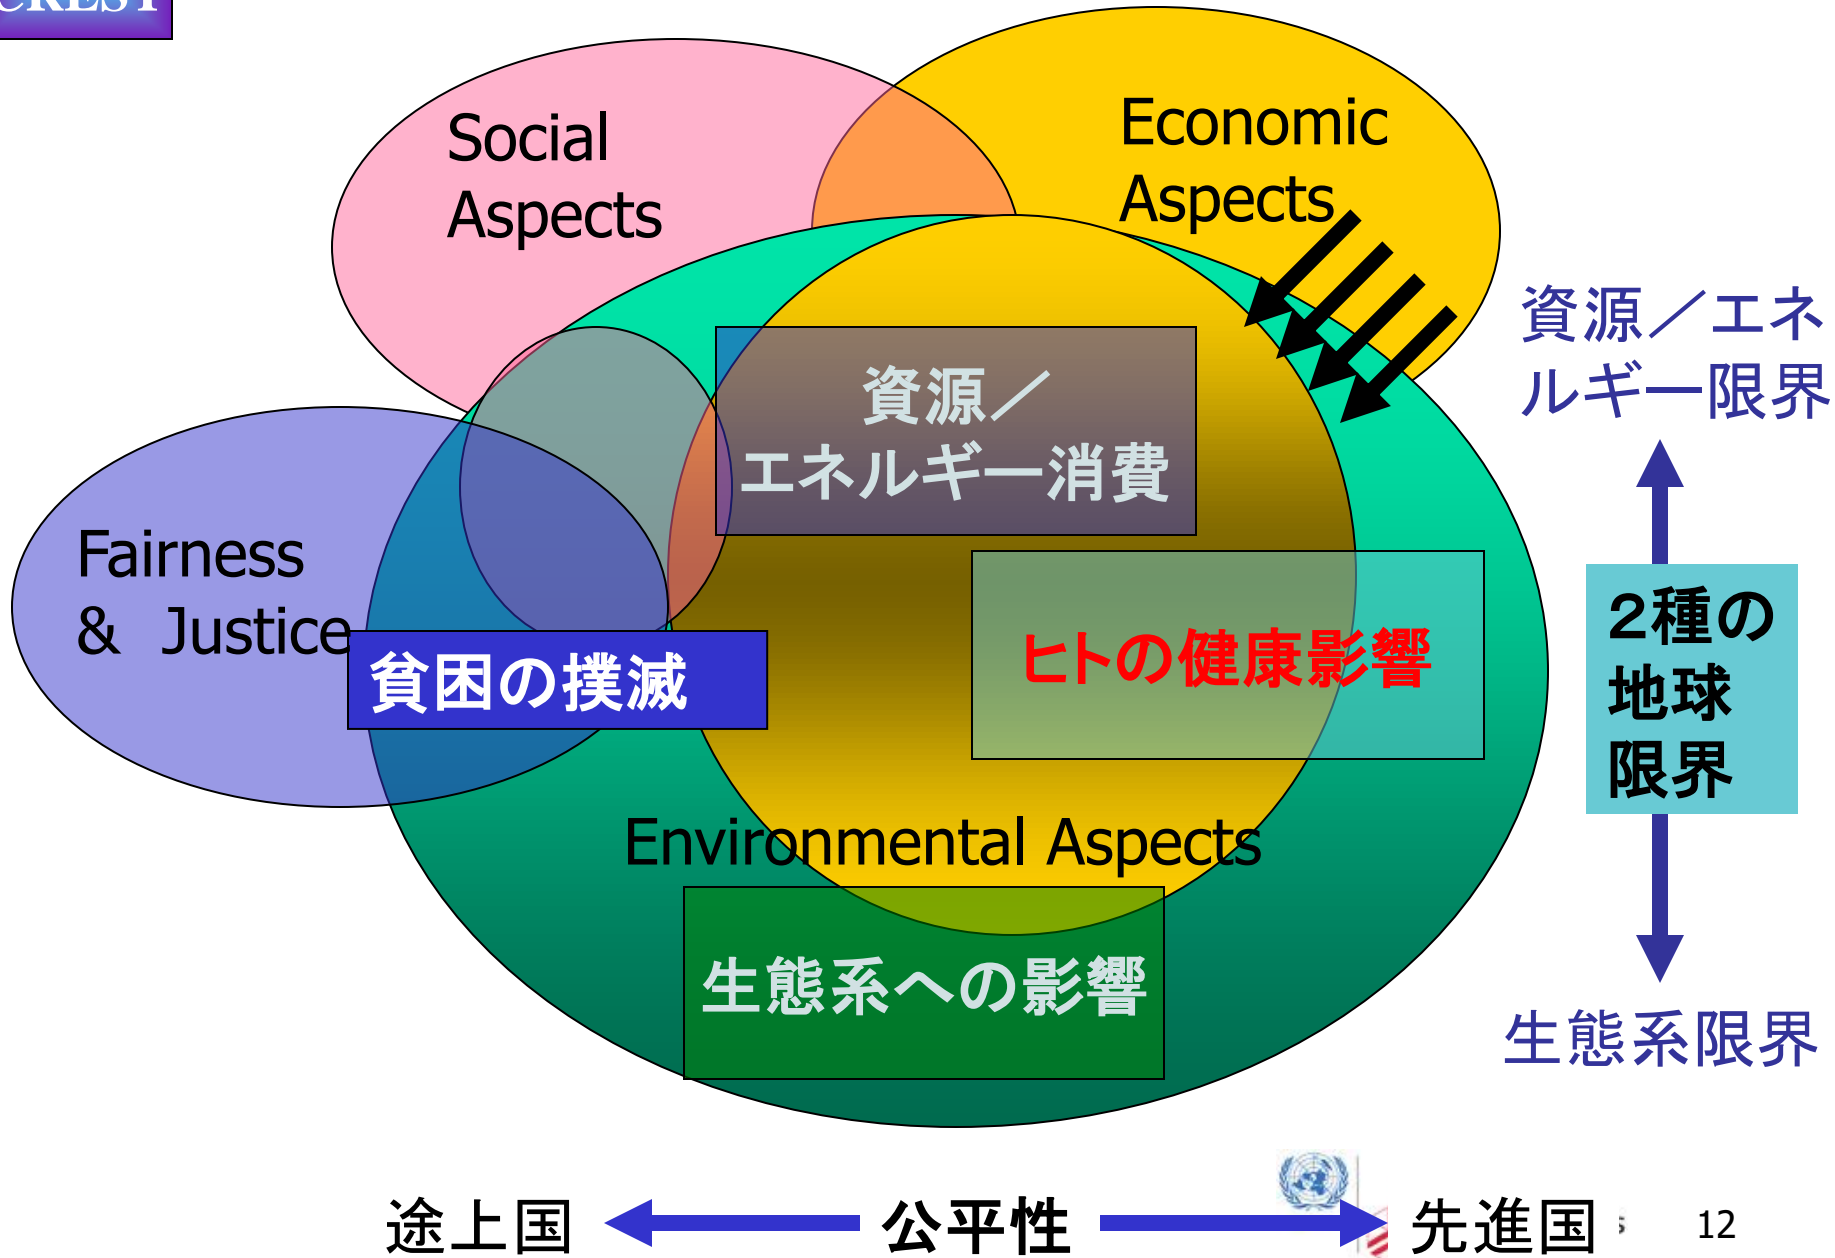 CREST
Social
Aspects
Economic
Aspects
資源／エネ
ルギー限界
資源／
エネルギー消費
Fairness
& Justice
貧困の撲滅
ヒトの健康影響
２種の
地球
限界
Environmental Aspects
生態系への影響
生態系限界
途上国
公平性
先進国
12